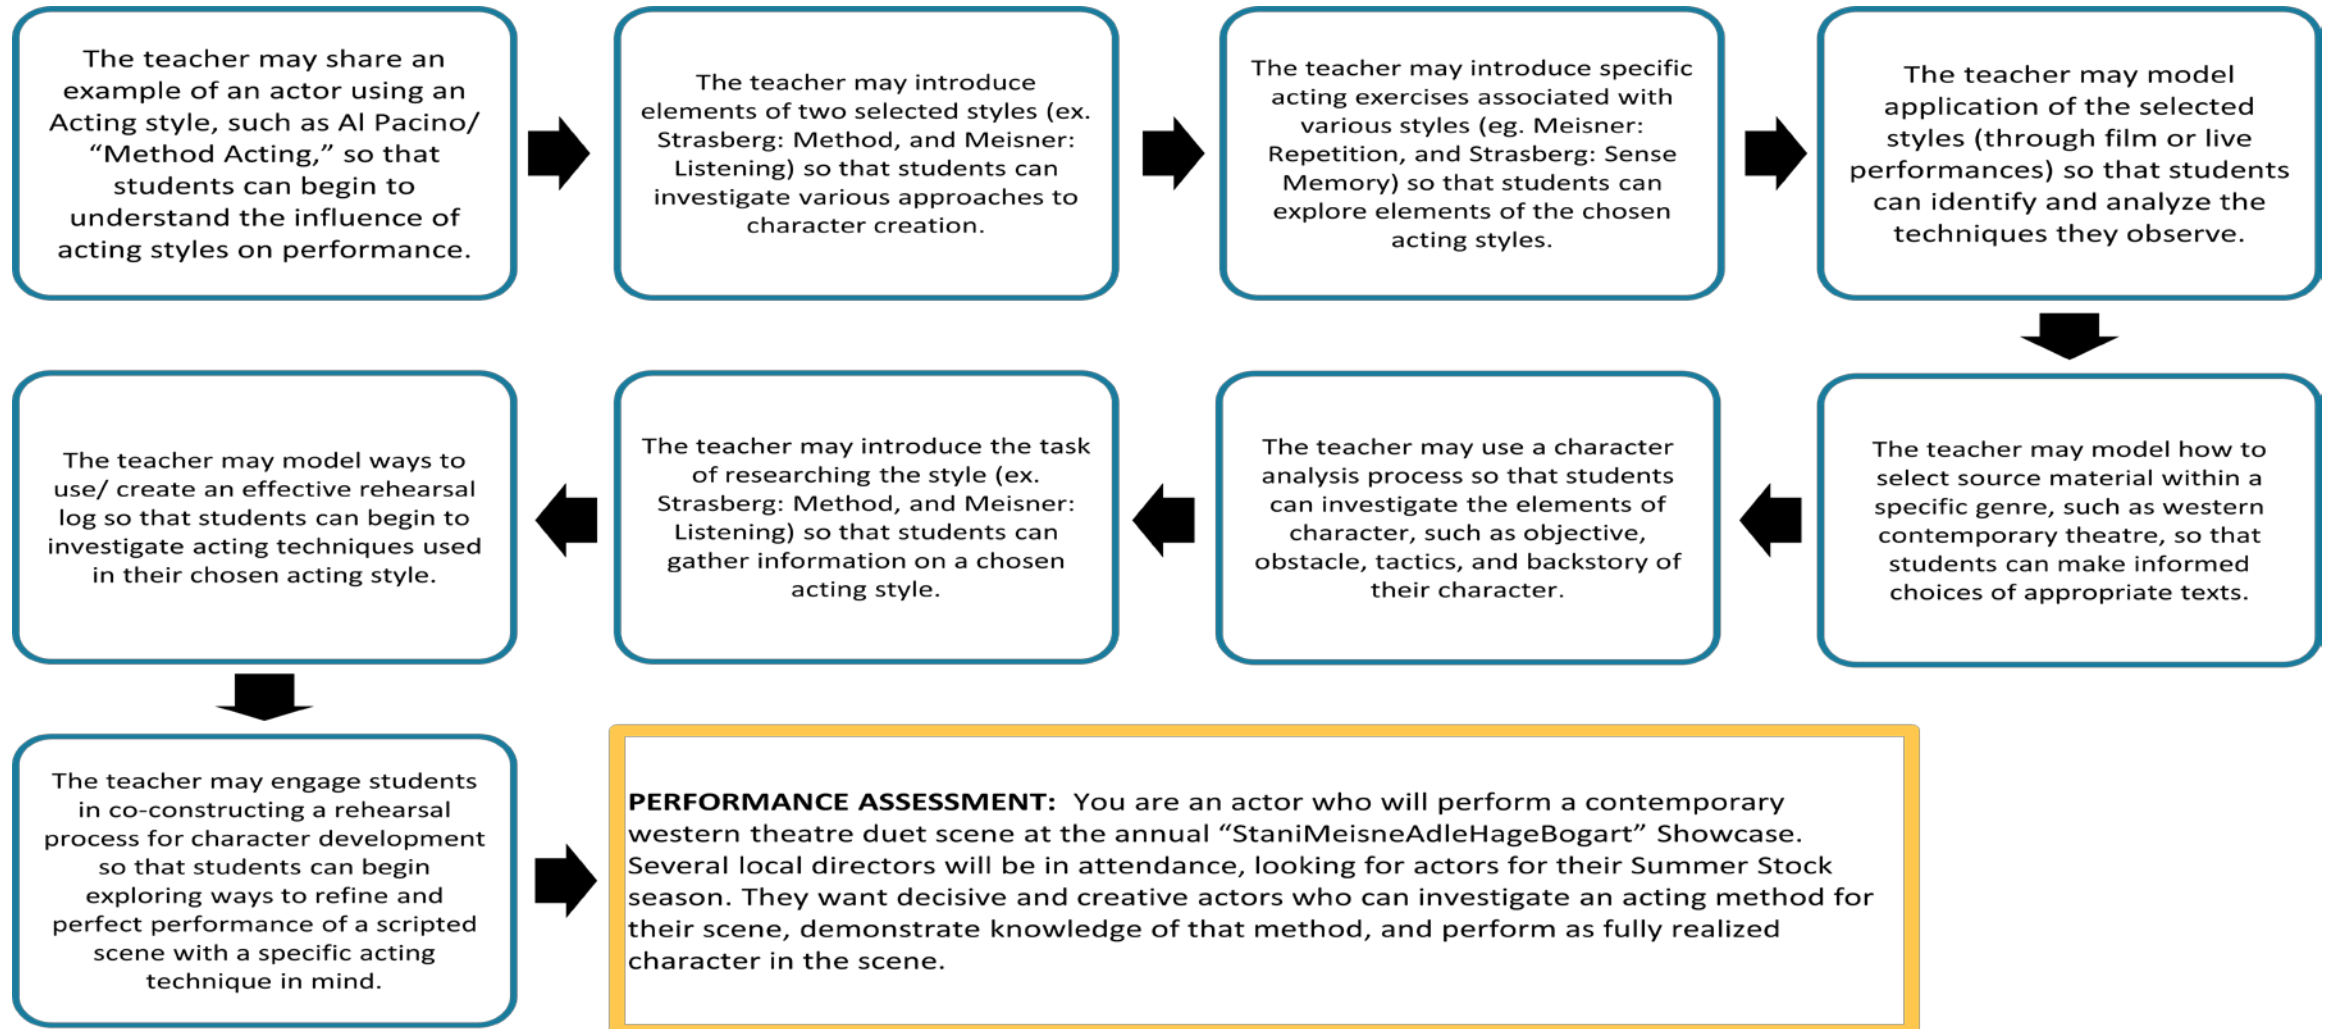 The teacher may share an
example of an actor using an
Acting style, such as Al Pacino/
“Method Acting,” so that
students can begin to
understand the influence of
acting styles on performance.
The teacher may introduce
elements of two selected styles (ex.
Strasberg: Method, and Meisner:
Listening) so that students can
investigate various approaches to
character creation.
The teacher may introduce specific
acting exercises associated with
various styles (eg. Meisner:
Repetition, and Strasberg: Sense
Memory) so that students can
explore elements of the chosen
acting styles.
The teacher may model
application of the selected
styles (through film or live
performances) so that students
can identify and analyze the
techniques they observe.
The teacher may model how to
select source material within a
specific genre, such as western
contemporary theatre, so that
students can make informed
choices of appropriate texts.
The teacher may use a character
analysis process so that students
can investigate the elements of
character, such as objective,
obstacle, tactics, and backstory of
their character.
The teacher may introduce the task
of researching the style (ex.
Strasberg: Method, and Meisner:
Listening) so that students can
gather information on a chosen
acting style.
The teacher may model ways to
use/ create an effective rehearsal
log so that students can begin to
investigate acting techniques used
in their chosen acting style.
The teacher may engage students
in co-constructing a rehearsal
process for character development
so that students can begin
exploring ways to refine and
perfect performance of a scripted
scene with a specific acting
technique in mind.
PERFORMANCE ASSESSMENT: You are an actor who will perform a contemporary
western theatre duet scene at the annual “StaniMeisneAdleHageBogart” Showcase.
Several local directors will be in attendance, looking for actors for their Summer Stock
season. They want decisive and creative actors who can investigate an acting method for
their scene, demonstrate knowledge of that method, and perform as fully realized
character in the scene.